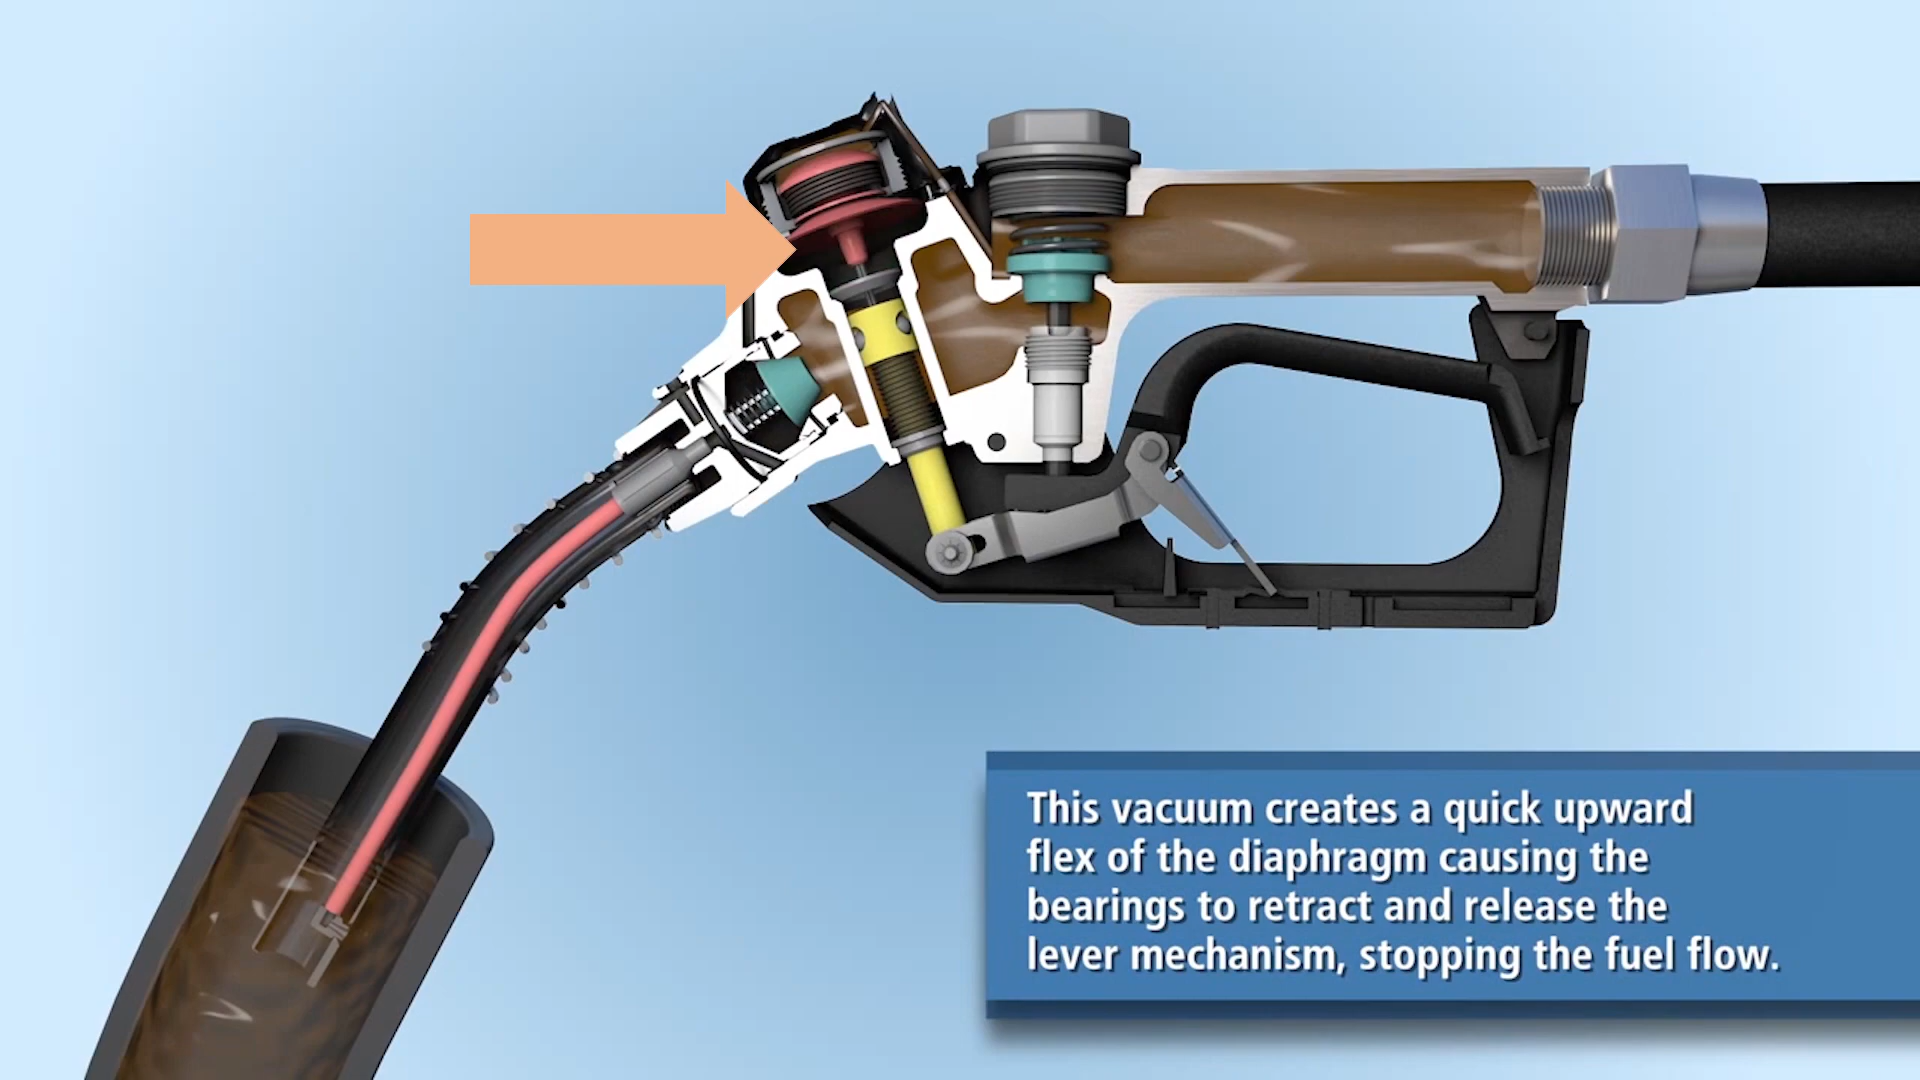 This vacuum creates a quick upward
flex of the diaphragm causing the
bearings to retract and release the
lever mechanism, stopping the fuel flow.